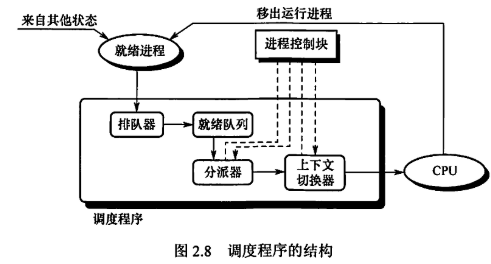 来自其他状态
移出运行进程
就绪进程
进程控制块
排队器
就绪队列
分派器
上下文
切换器
CPU
调度程序
图 2.8 调度程序的结构